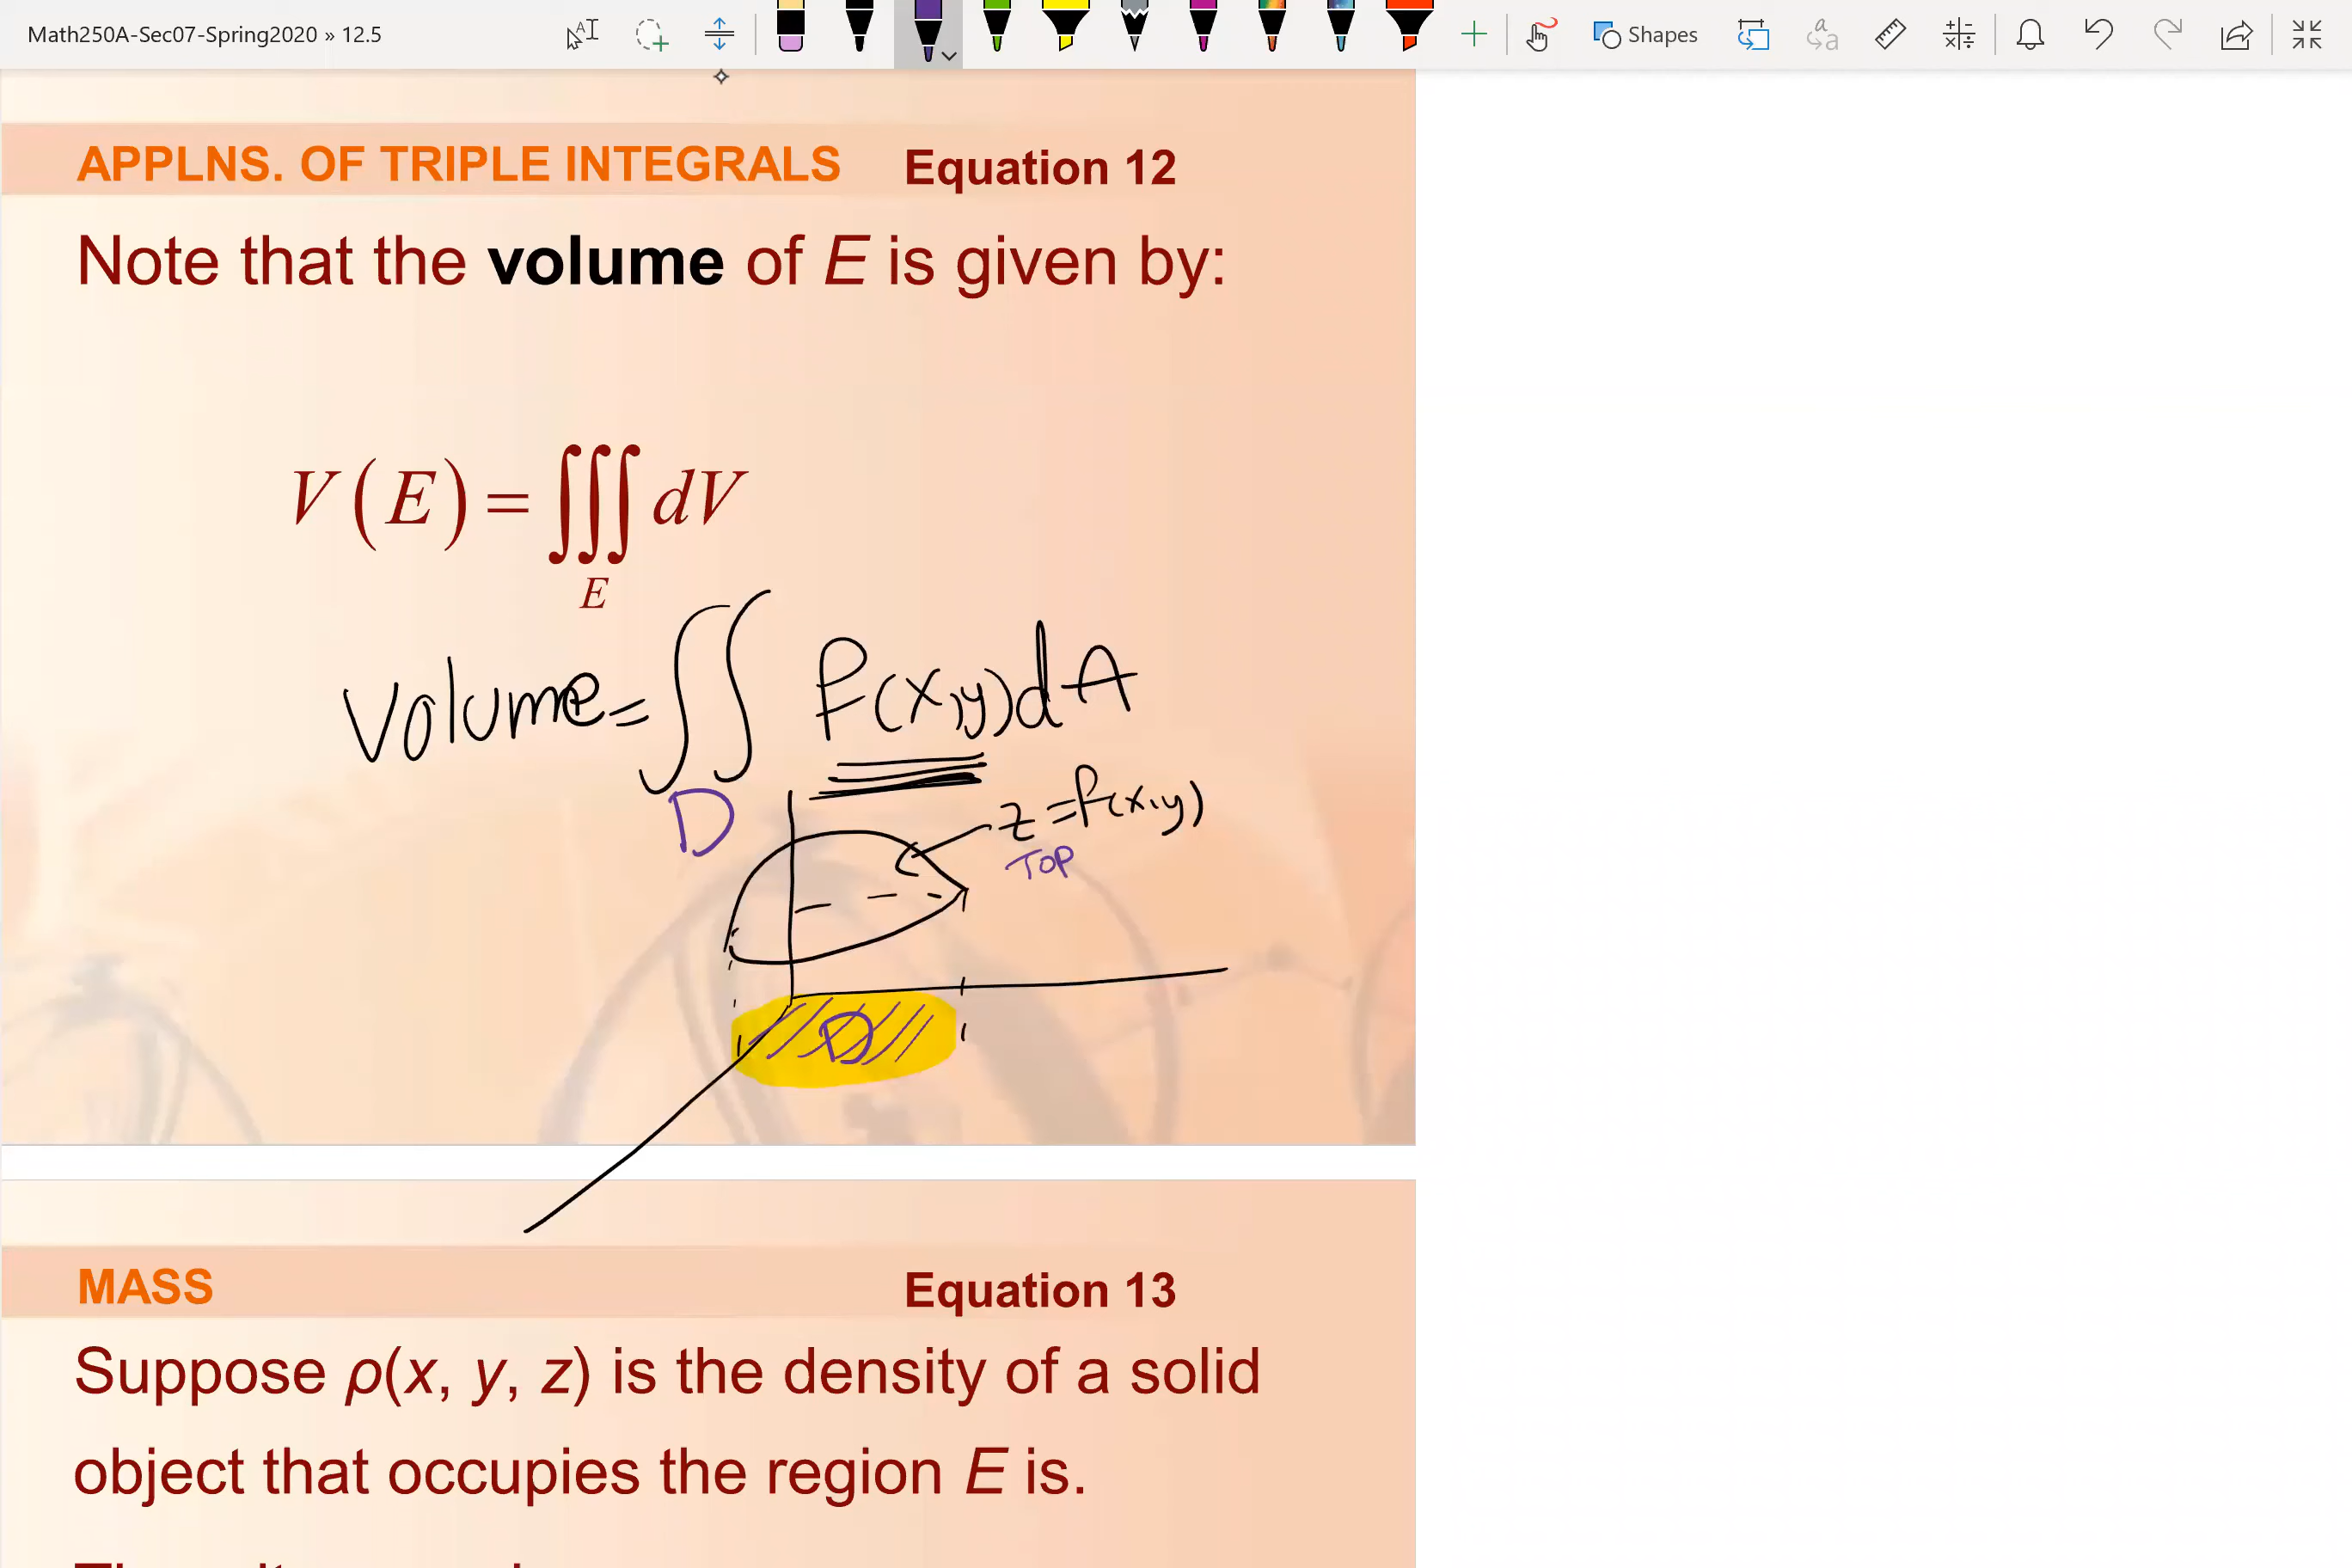 Math250A-Sec07-Spring2020 » 12.5
Shapes
APPLNS. OF TRIPLE INTEGRALS Equation 12
Note that the volume of E is given by:
V(E) = ∭ dV
E
Volume = ∬ f(x,y) dA
D
z = f(x,y)
TOP
D
MASS Equation 13
Suppose ρ(x, y, z) is the density of a solid
object that occupies the region E is.